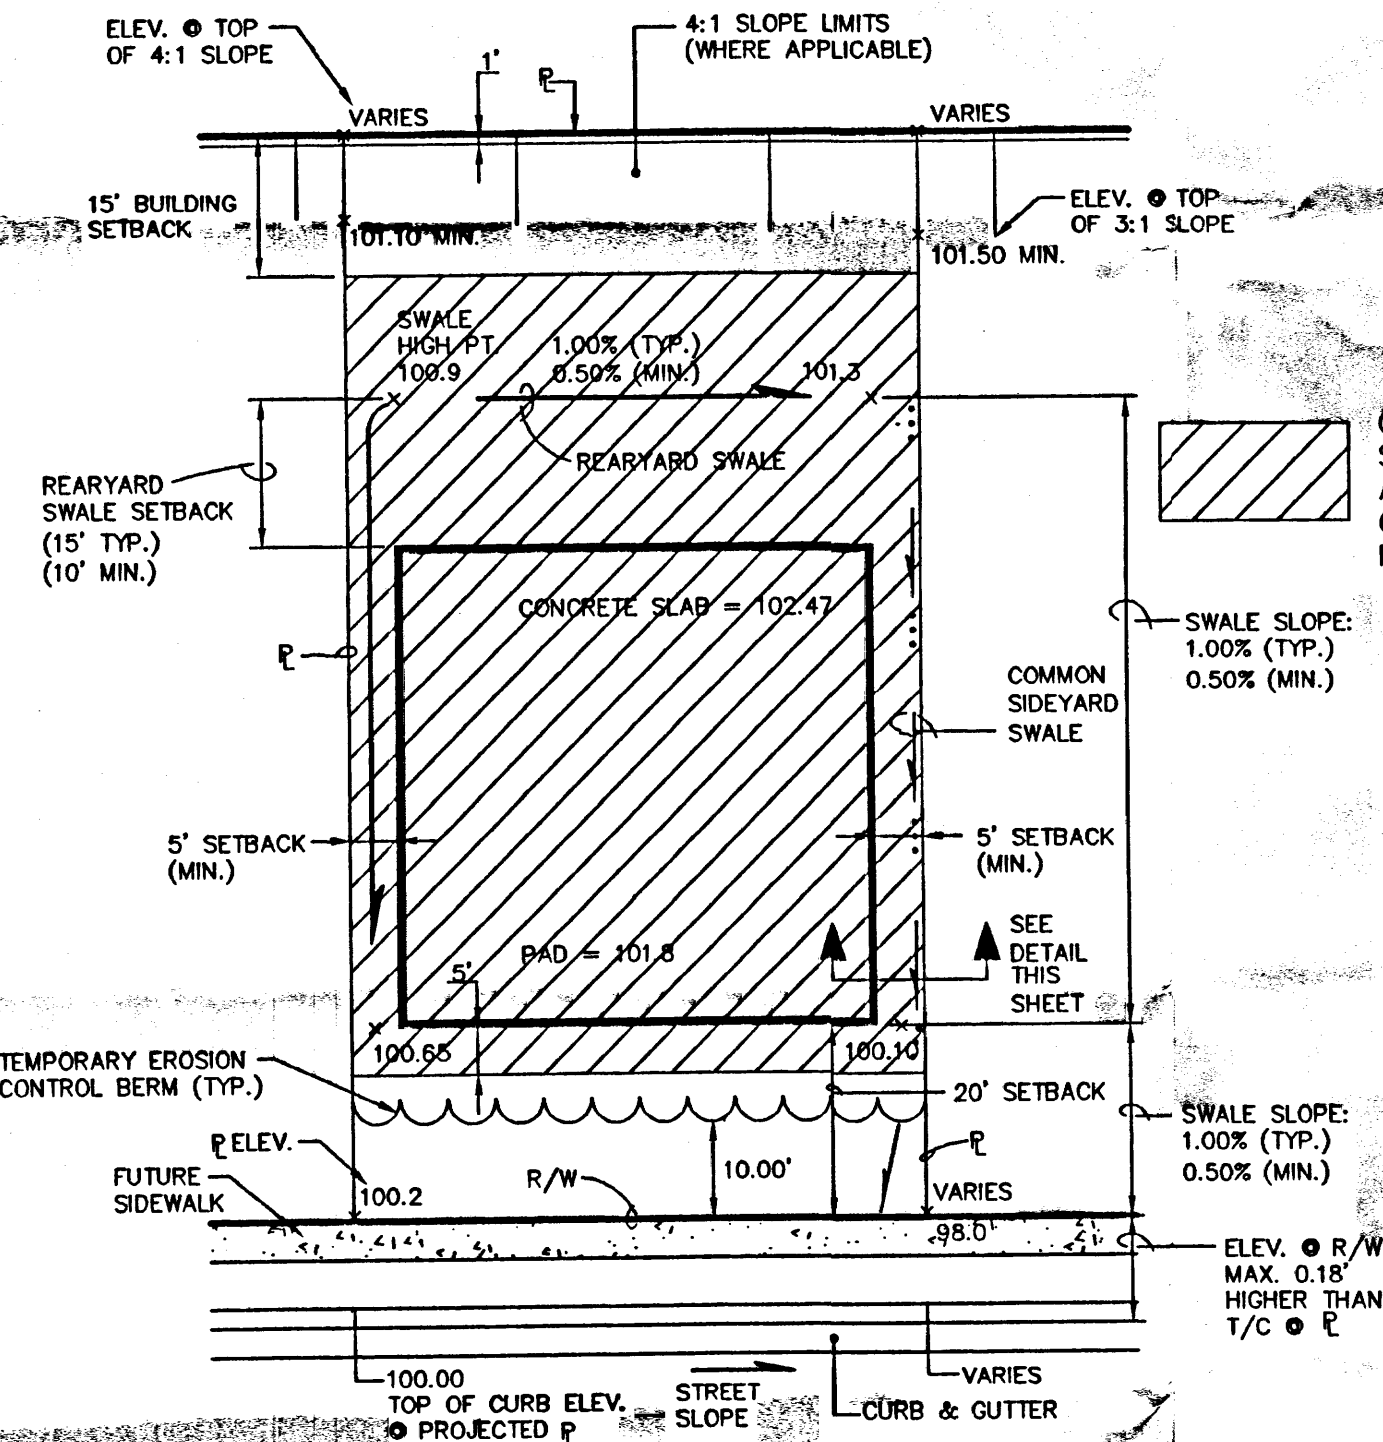 ELEV. @ TOP
OF 4:1 SLOPE
4:1 SLOPE LIMITS
(WHERE APPLICABLE)
1'
PL
VARIES
VARIES
15' BUILDING
SETBACK
ELEV. @ TOP
OF 3:1 SLOPE
101.10 MIN.
101.50 MIN.
SWALE
HIGH PT.
100.9
1.00% (TYP.)
0.50% (MIN.)
101.3
REARYARD SWALE
REARYARD
SWALE SETBACK
(15' TYP.)
(10' MIN.)
CONCRETE SLAB = 102.47
SWALE SLOPE:
1.00% (TYP.)
0.50% (MIN.)
PL
COMMON
SIDEYARD
SWALE
5' SETBACK
(MIN.)
5' SETBACK
(MIN.)
PAD = 101.8
5'
SEE
DETAIL
THIS
SHEET
100.65
100.10
TEMPORARY EROSION
CONTROL BERM (TYP.)
20' SETBACK
SWALE SLOPE:
1.00% (TYP.)
0.50% (MIN.)
PL ELEV.
PL
FUTURE
SIDEWALK
100.2
R/W
10.00'
VARIES
98.0'
ELEV. @ R/W
MAX. 0.18'
HIGHER THAN
T/C @ PL
100.00
TOP OF CURB ELEV.
@ PROJECTED PL
STREET
SLOPE
VARIES
CURB & GUTTER